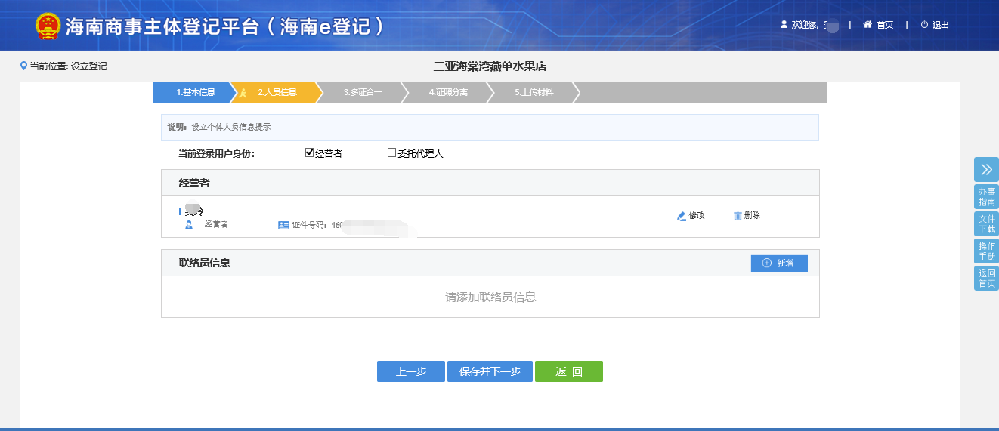 海南商事主体登记平台（海南e登记）
欢迎您, | 首页 | 退出
当前位置: 设立登记
三亚海棠湾燕单水果店
1.基本信息 2.人员信息 3.多证合一 4.证照分离 5.上传材料
说明: 设立个体人员信息提示
当前登录用户身份: 经营者 委托代理人
经营者
经营者 证件号码: 460 修改 删除
联络员信息 新增
请添加联络员信息
上一步 保存并下一步 返 回
办事
指南
文件
下载
操作
手册
返回
首页